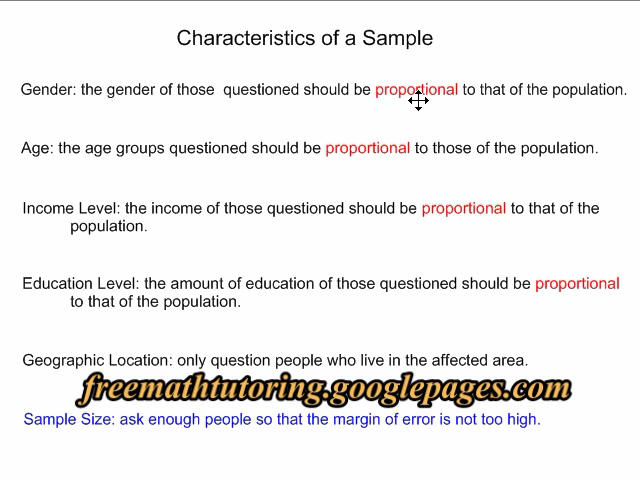 Characteristics of a Sample
Gender: the gender of those  questioned should be proportional to that of the population.
Age: the age groups questioned should be proportional to those of the population.
Income Level: the income of those questioned should be proportional to that of the
population.
Education Level: the amount of education of those questioned should be proportional
to that of the population.
Geographic Location: only question people who live in the affected area.
freemathtutoring.googlepages.com
Sample Size: ask enough people so that the margin of error is not too high.